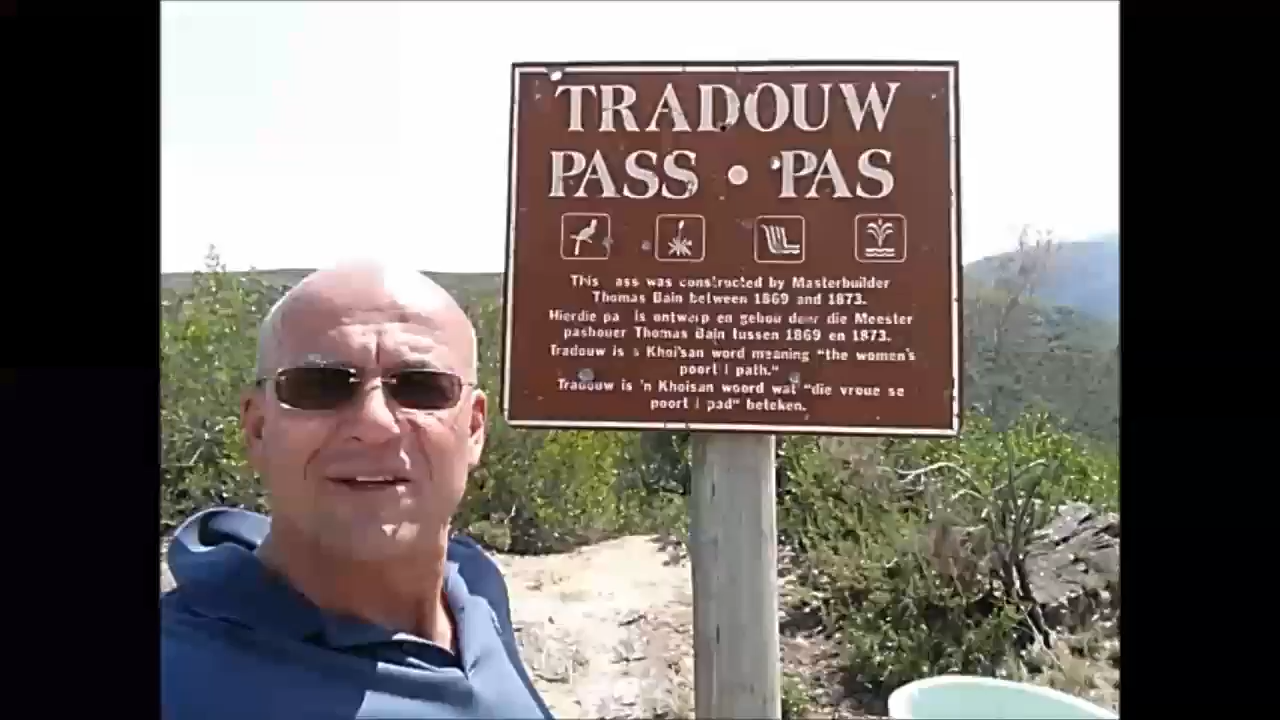 TRADOUW
PASS • PAS
This ass was constructed by Masterbuilder
Thomas Bain between 1869 and 1873.
Hierdie pa is ontwerp en gebou deur die Meester
pasbouer Thomas Bain tussen 1869 en 1873.
Tradouw is a Khoi'san word meaning "the women's
poort / path."
Tradouw is 'n Khoisan woord wat "die vroue se
poort / pad" beteken.